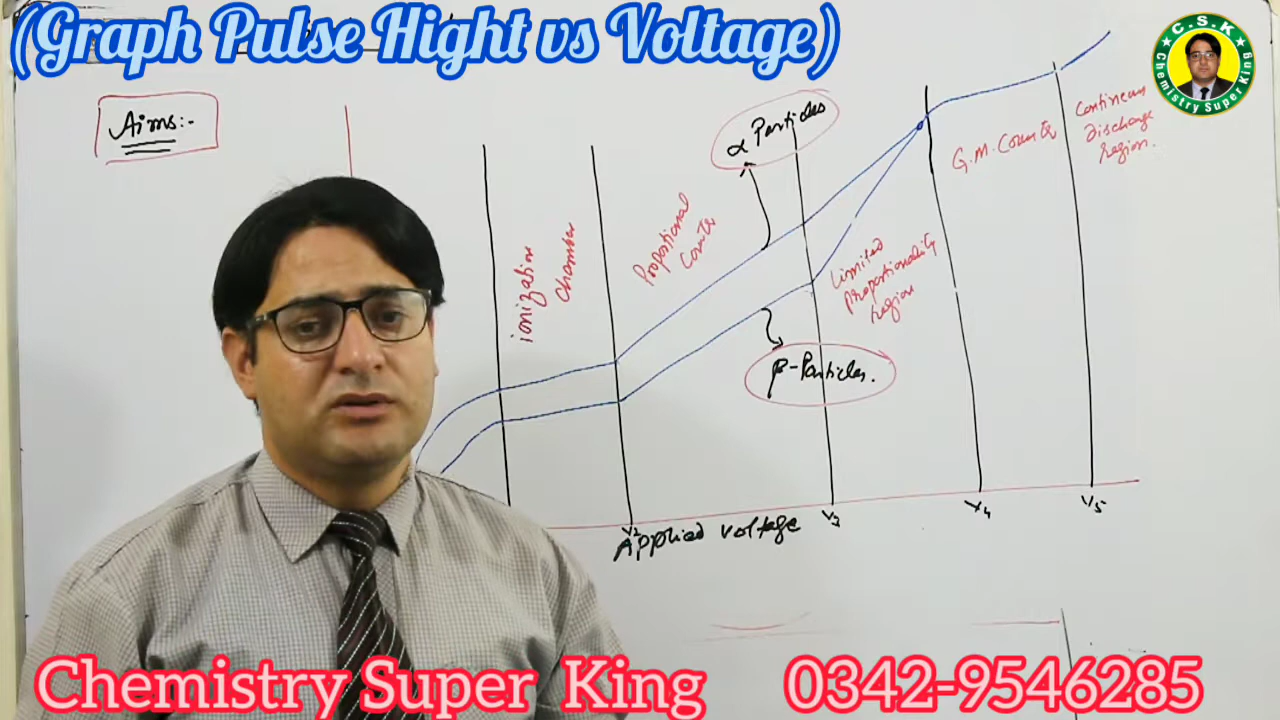 (Graph Pulse Hight vs Voltage)
C.S.K
Chemistry Super King
Aims:-
α Particles
Contineous
discharge
region.
G.M. Counter
Proportional
Counter
ionization
chamber
Limited
proportionality
region
β-Particles.
V2
V3
V4
V5
Applied voltage
Chemistry Super King 0342-9546285